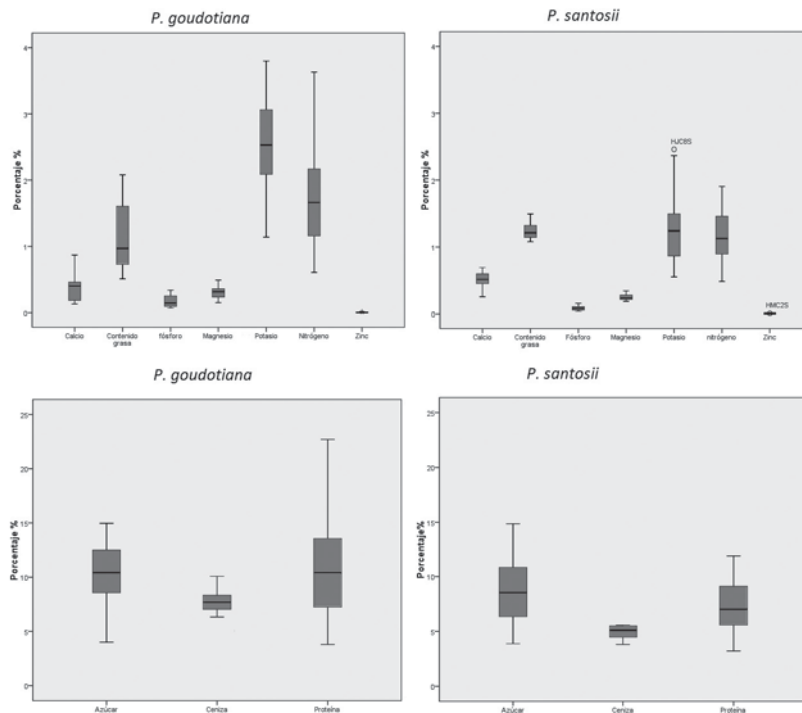 P. goudotiana
P. santosii
Porcentaje %
4
3
2
1
0
Calcio
Contenido
grasa
fósforo
Magnesio
Potasio
Nitrógeno
Zinc
Porcentaje %
4
3
2
1
0
HJC8S
HMC2S
Calcio
Contenido
grasa
Fósforo
Magnesio
Potasio
nitrógeno
Zinc
P. goudotiana
P. santosii
Porcentaje %
25
20
15
10
5
0
Azúcar
Ceniza
Proteína
Porcentaje%
25
20
15
10
5
0
Azúcar
Ceniza
Proteína